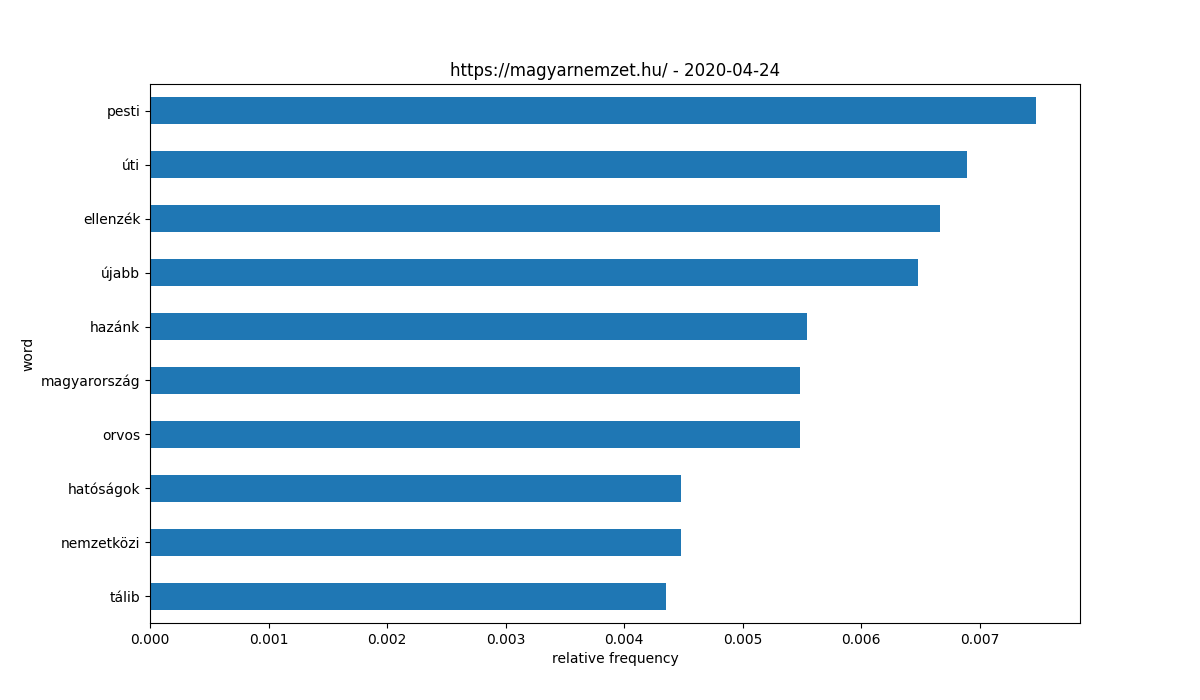 https://magyarnemzet.hu/ - 2020-04-24
pesti
úti
ellenzék
újabb
hazánk
magyarország
orvos
hatóságok
nemzetközi
tálib
word
0.000 0.001 0.002 0.003 0.004 0.005 0.006 0.007
relative frequency